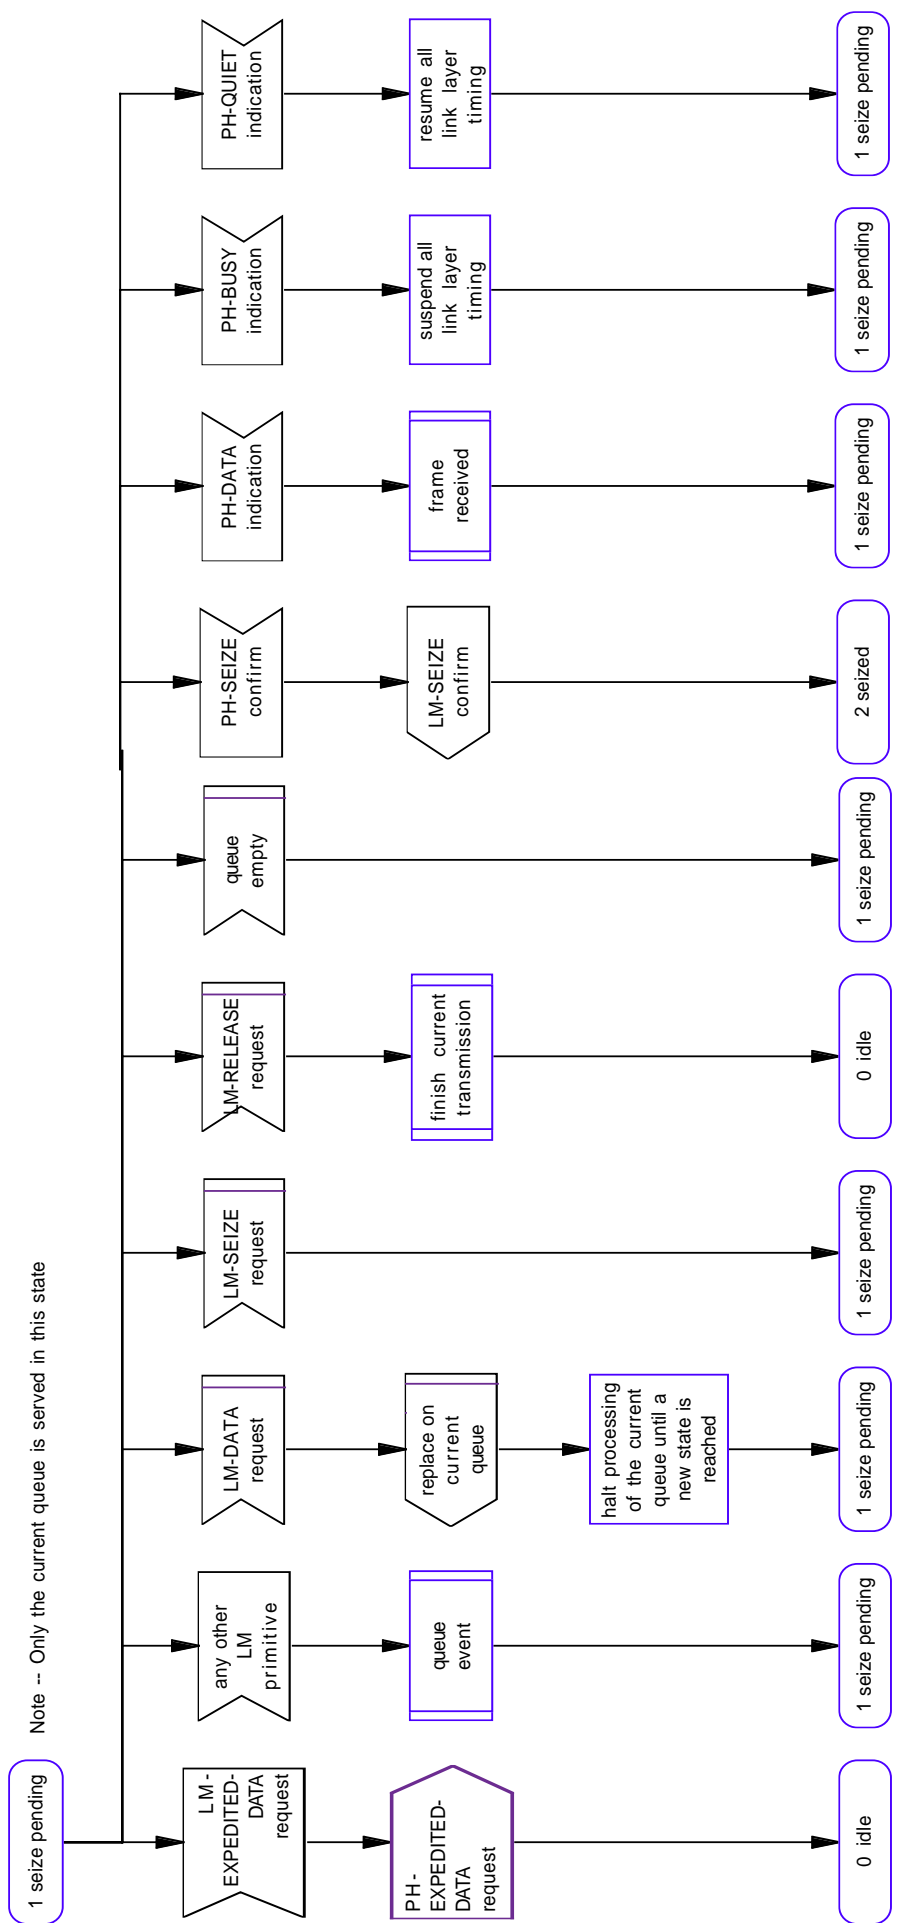 1 seize pending
Note -- Only the current queue is served in this state
LM-
EXPEDITED-
DATA
request
PH-
EXPEDITED-
DATA
request
0 idle
any other
LM
primitive
queue
event
1 seize pending
LM-DATA
request
replace on
current
queue
halt processing
of the current
queue until a
new state is
reached
1 seize pending
LM-SEIZE
request
1 seize pending
LM-RELEASE
request
finish current
transmission
0 idle
queue
empty
1 seize pending
PH-SEIZE
confirm
LM-SEIZE
confirm
2 seized
PH-DATA
indication
frame
received
1 seize pending
PH-BUSY
indication
suspend all
link layer
timing
1 seize pending
PH-QUIET
indication
resume all
link layer
timing
1 seize pending